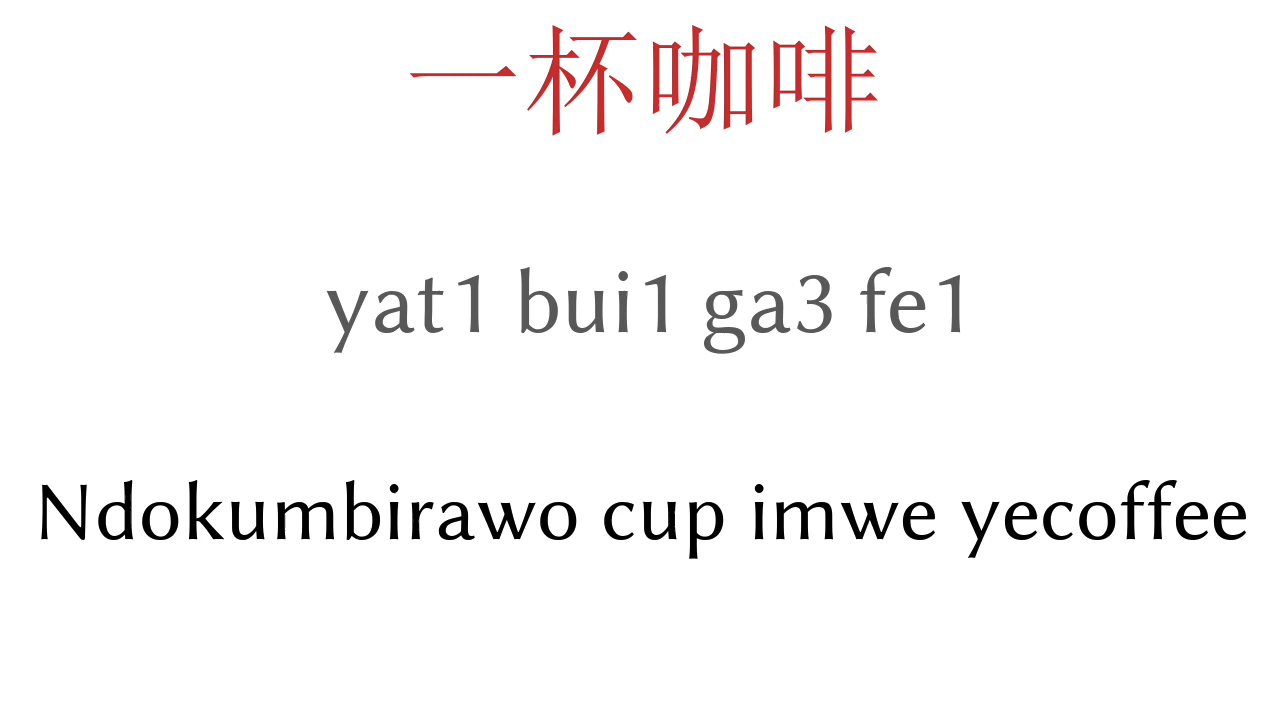 一杯咖啡
yat1 bui1 ga3 fe1
Ndokumbirawo cup imwe yecoffee